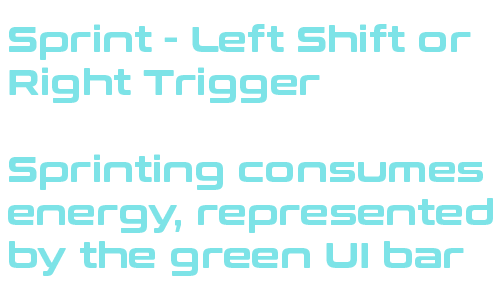 Sprint - Left Shift or
Right Trigger
Sprinting consumes
energy, represented
by the green UI bar